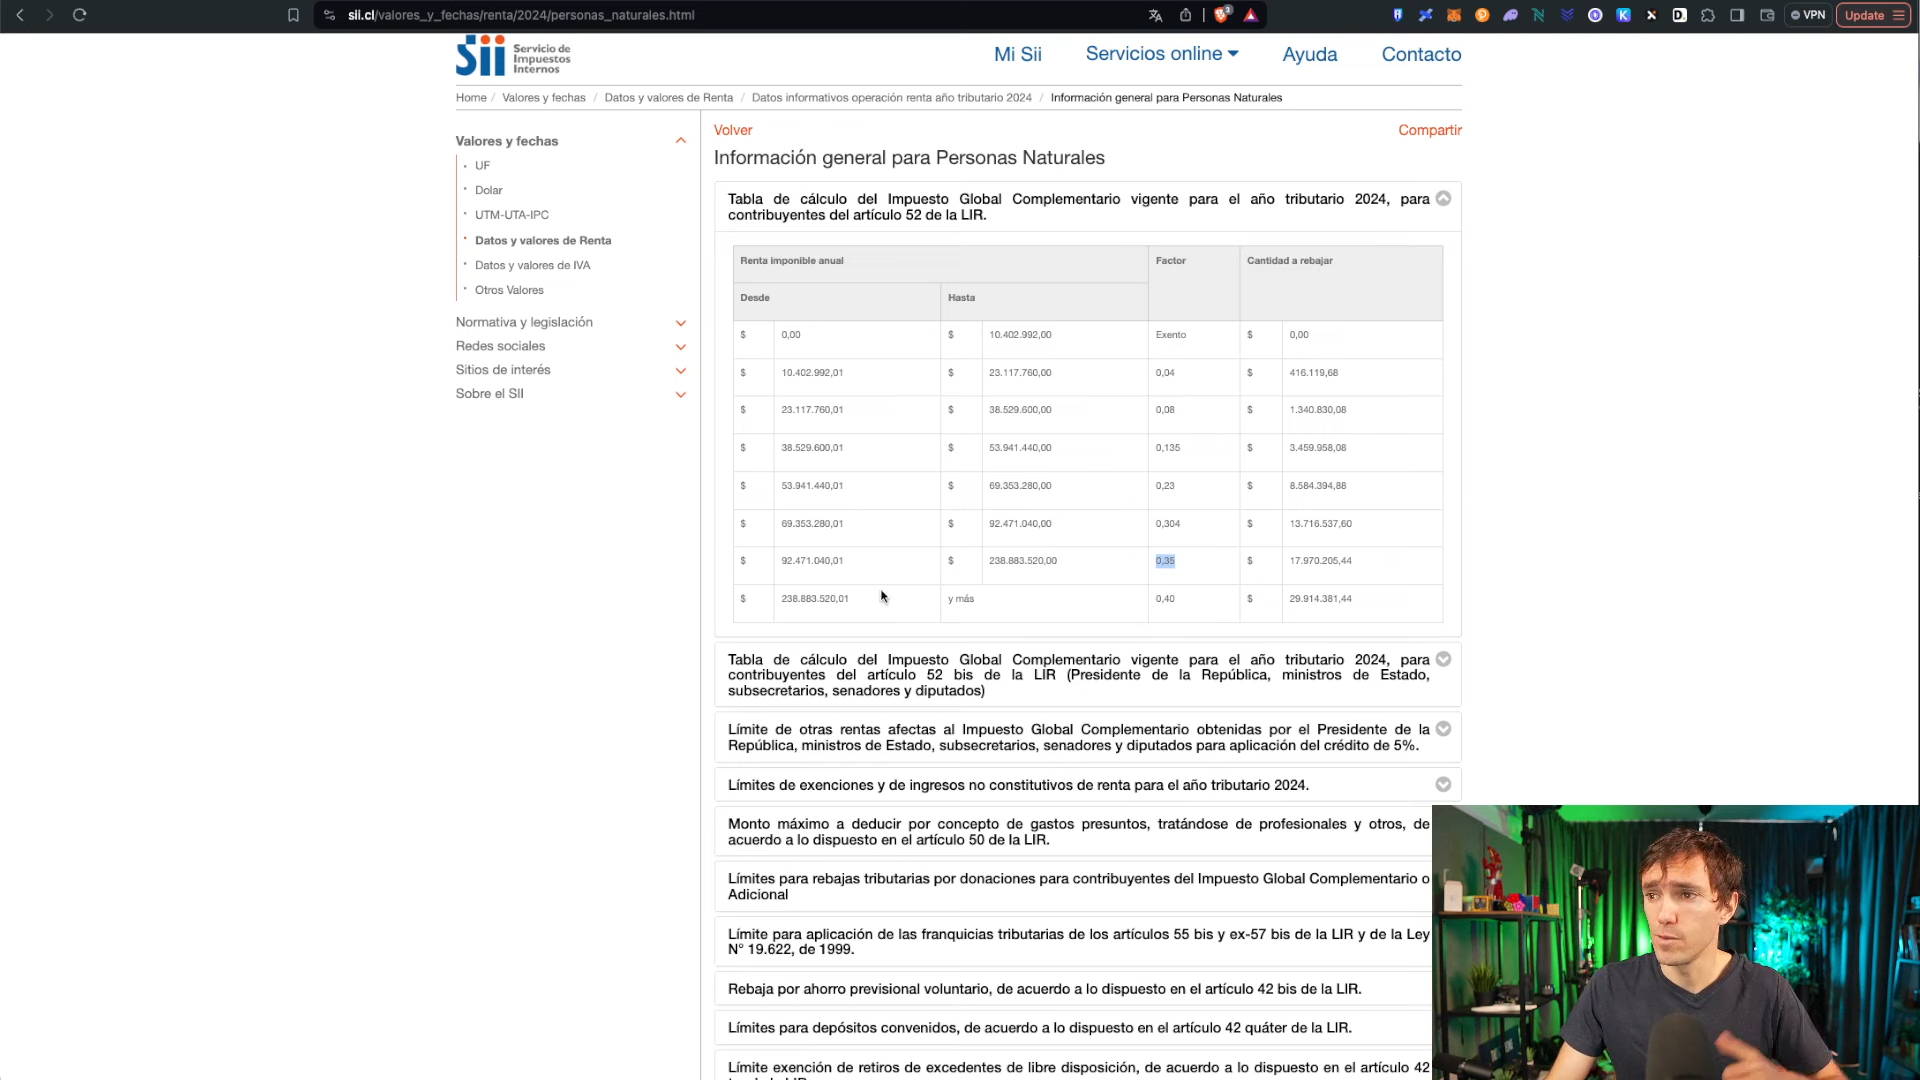 sii.cl/valores_y_fechas/renta/2024/personas_naturales.html
VPN
Update
Sii Servicio de
Impuestos
Internos
Mi Sii
Servicios online
Ayuda
Contacto
Home / Valores y fechas / Datos y valores de Renta / Datos informativos operación renta año tributario 2024 / Información general para Personas Naturales
Valores y fechas
UF
Dolar
UTM-UTA-IPC
Datos y valores de Renta
Datos y valores de IVA
Otros Valores
Normativa y legislación
Redes sociales
Sitios de interés
Sobre el SII
Volver
Compartir
Información general para Personas Naturales
Tabla de cálculo del Impuesto Global Complementario vigente para el año tributario 2024, para
contribuyentes del artículo 52 de la LIR.
Renta imponible anual Factor Cantidad a rebajar
Desde Hasta
$ 0,00 $ 10.402.992,00 Exento $ 0,00
$ 10.402.992,01 $ 23.117.760,00 0,04 $ 416.119,68
$ 23.117.760,01 $ 38.529.600,00 0,08 $ 1.340.830,08
$ 38.529.600,01 $ 53.941.440,00 0,135 $ 3.459.958,08
$ 53.941.440,01 $ 69.353.280,00 0,23 $ 8.584.394,88
$ 69.353.280,01 $ 92.471.040,00 0,304 $ 13.716.537,60
$ 92.471.040,01 $ 238.883.520,00 0,35 $ 17.970.205,44
$ 238.883.520,01 y más 0,40 $ 29.914.381,44
Tabla de cálculo del Impuesto Global Complementario vigente para el año tributario 2024, para
contribuyentes del artículo 52 bis de la LIR (Presidente de la República, ministros de Estado,
subsecretarios, senadores y diputados)
Límite de otras rentas afectas al Impuesto Global Complementario obtenidas por el Presidente de la
República, ministros de Estado, subsecretarios, senadores y diputados para aplicación del crédito de 5%.
Límites de exenciones y de ingresos no constitutivos de renta para el año tributario 2024.
Monto máximo a deducir por concepto de gastos presuntos, tratándose de profesionales y otros, de
acuerdo a lo dispuesto en el artículo 50 de la LIR.
Límites para rebajas tributarias por donaciones para contribuyentes del Impuesto Global Complementario o
Adicional
Límite para aplicación de las franquicias tributarias de los artículos 55 bis y ex-57 bis de la LIR y de la Ley
N° 19.622, de 1999.
Rebaja por ahorro previsional voluntario, de acuerdo a lo dispuesto en el artículo 42 bis de la LIR.
Límites para depósitos convenidos, de acuerdo a lo dispuesto en el artículo 42 quáter de la LIR.
Límite exención de retiros de excedentes de libre disposición, de acuerdo a lo dispuesto en el artículo 42